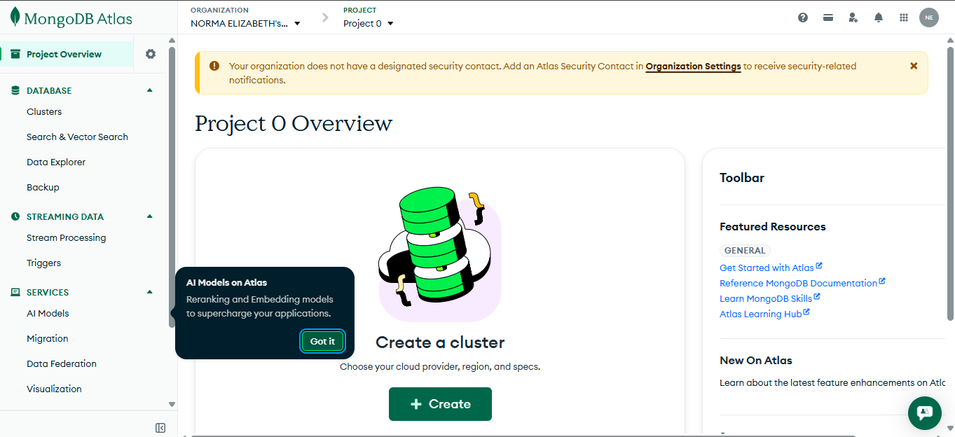 MongoDB Atlas
ORGANIZATION
NORMA ELIZABETH's...
PROJECT
Project 0
NE
Project Overview
DATABASE
Clusters
Search & Vector Search
Data Explorer
Backup
STREAMING DATA
Stream Processing
Triggers
SERVICES
AI Models
Migration
Data Federation
Visualization
Your organization does not have a designated security contact. Add an Atlas Security Contact in Organization Settings to receive security-related
notifications.
Project 0 Overview
AI Models on Atlas
Reranking and Embedding models
to supercharge your applications.
Got it
Create a cluster
Choose your cloud provider, region, and specs.
+ Create
Toolbar
Featured Resources
GENERAL
Get Started with Atlas
Reference MongoDB Documentation
Learn MongoDB Skills
Atlas Learning Hub
New On Atlas
Learn about the latest feature enhancements on Atlc